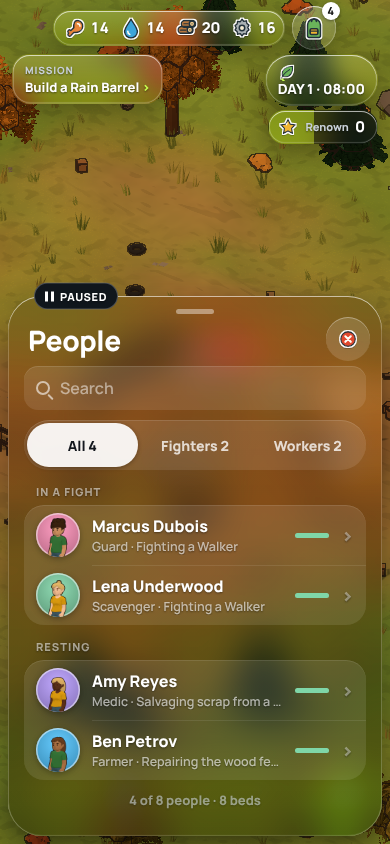 14 14 20 16 4
MISSION
Build a Rain Barrel ›
DAY 1 · 08:00
Renown 0
PAUSED
People
Search
All 4 Fighters 2 Workers 2
IN A FIGHT
Marcus Dubois
Guard · Fighting a Walker
Lena Underwood
Scavenger · Fighting a Walker
RESTING
Amy Reyes
Medic · Salvaging scrap from a ...
Ben Petrov
Farmer · Repairing the wood fe...
4 of 8 people · 8 beds